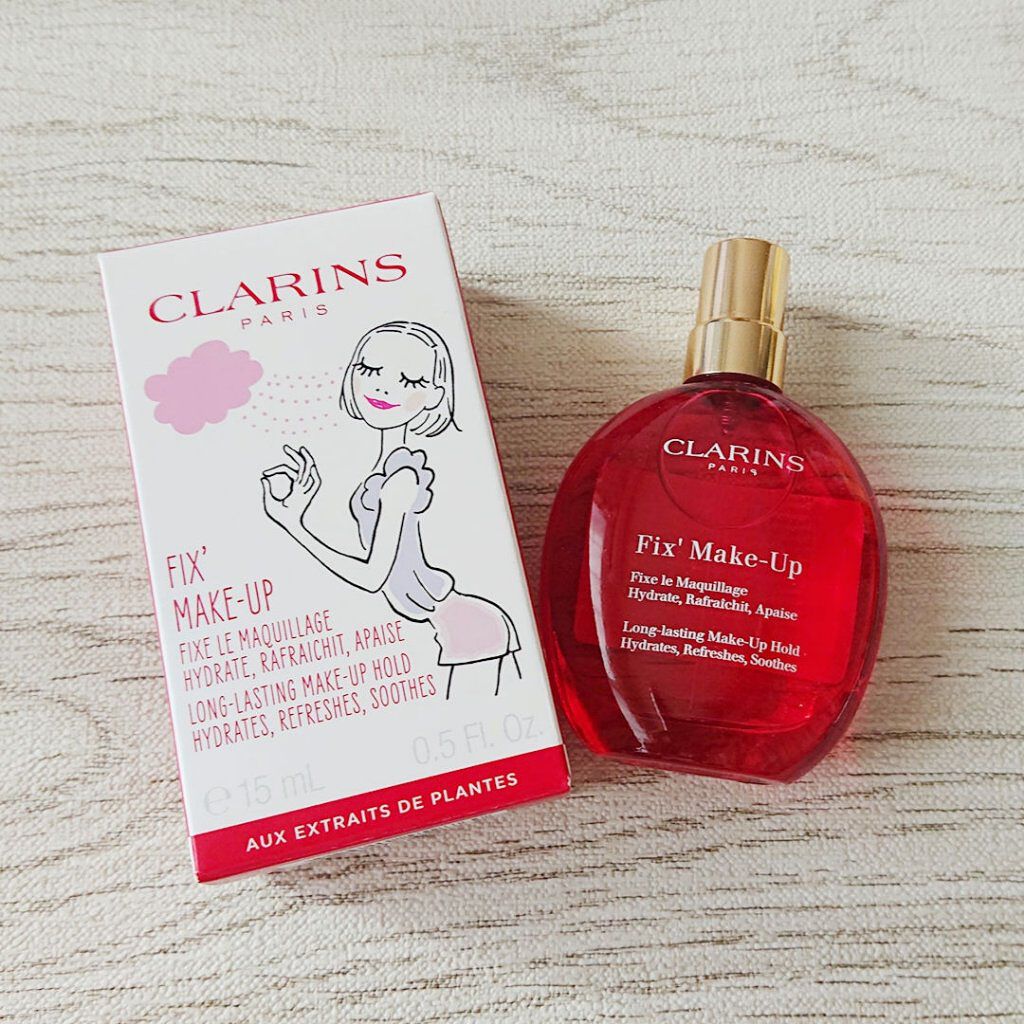 CLARINS
PARIS
FIX'
MAKE-UP
FIXE LE MAQUILLAGE
HYDRATE, RAFRAICHIT, APAISE
LONG-LASTING MAKE-UP HOLD
HYDRATES, REFRESHES, SOOTHES
e 15 mL 0.5 Fl. Oz.
AUX EXTRAITS DE PLANTES
CLARINS
PARIS
Fix' Make-Up
Fixe le Maquillage
Hydrate, Rafraîchit, Apaise
Long-lasting Make-Up Hold
Hydrates, Refreshes, Soothes